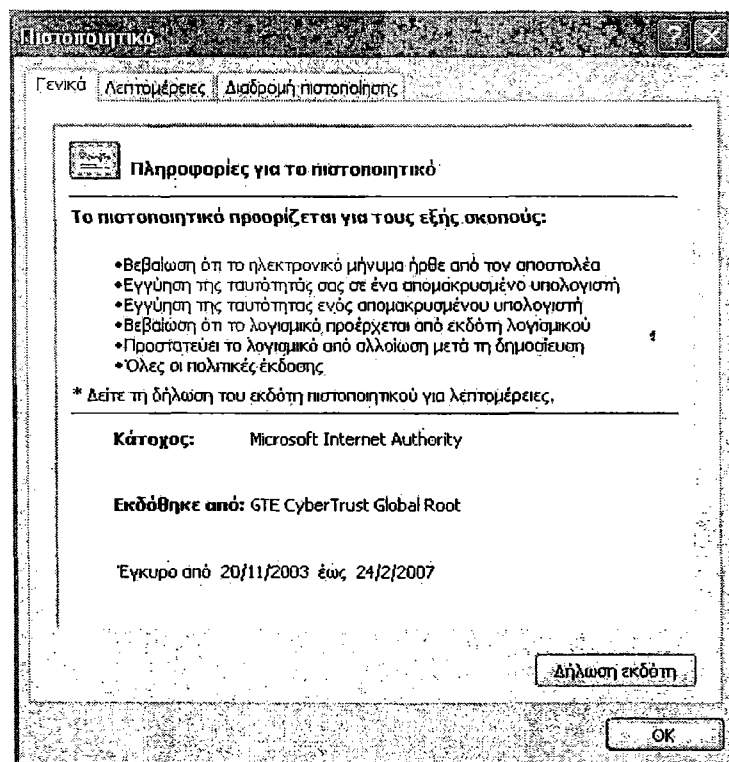 Πιστοποιητικό
Γενικά Λεπτομέρειες Διαδρομή πιστοποίησης
Πληροφορίες για το πιστοποιητικό
Το πιστοποιητικό προορίζεται για τους εξής σκοπούς:
•Βεβαίωση ότι το ηλεκτρονικό μήνυμα ήρθε από τον αποστολέα
•Εγγύηση της ταυτότητάς σας σε ένα απομακρυσμένο υπολογιστή
•Εγγύηση της ταυτότητας ενός απομακρυσμένου υπολογιστή
•Βεβαίωση ότι το λογισμικό προέρχεται από εκδότη λογισμικού
•Προστατεύει το λογισμικό από αλλοίωση μετά τη δημοσίευση
•Όλες οι πολιτικές έκδοσης
* Δείτε τη δήλωση του εκδότη πιστοποιητικού για λεπτομέρειες.
Κάτοχος: Microsoft Internet Authority
Εκδόθηκε από: GTE CyberTrust Global Root
Έγκυρο από 20/11/2003 έως 24/2/2007
Δήλωση εκδότη
OK